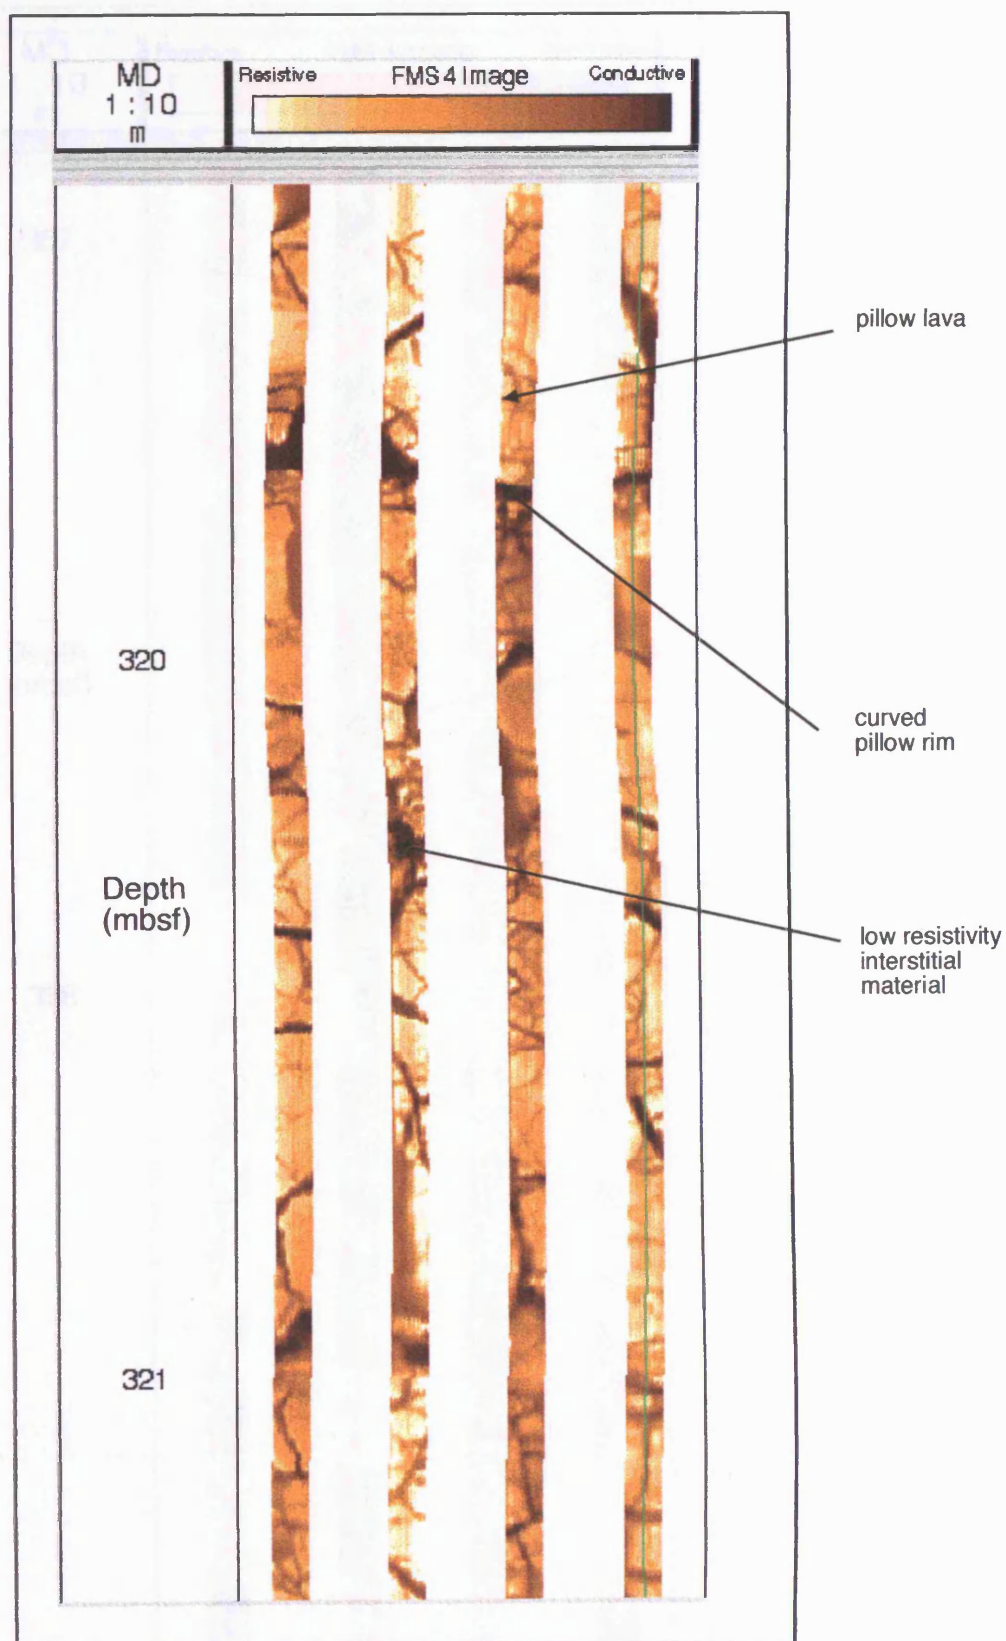 MD
1:10
m
Resistive FMS 4 Image Conductive
pillow lava
320
curved
pillow rim
Depth
(mbsf)
low resistivity
interstitial
material
321